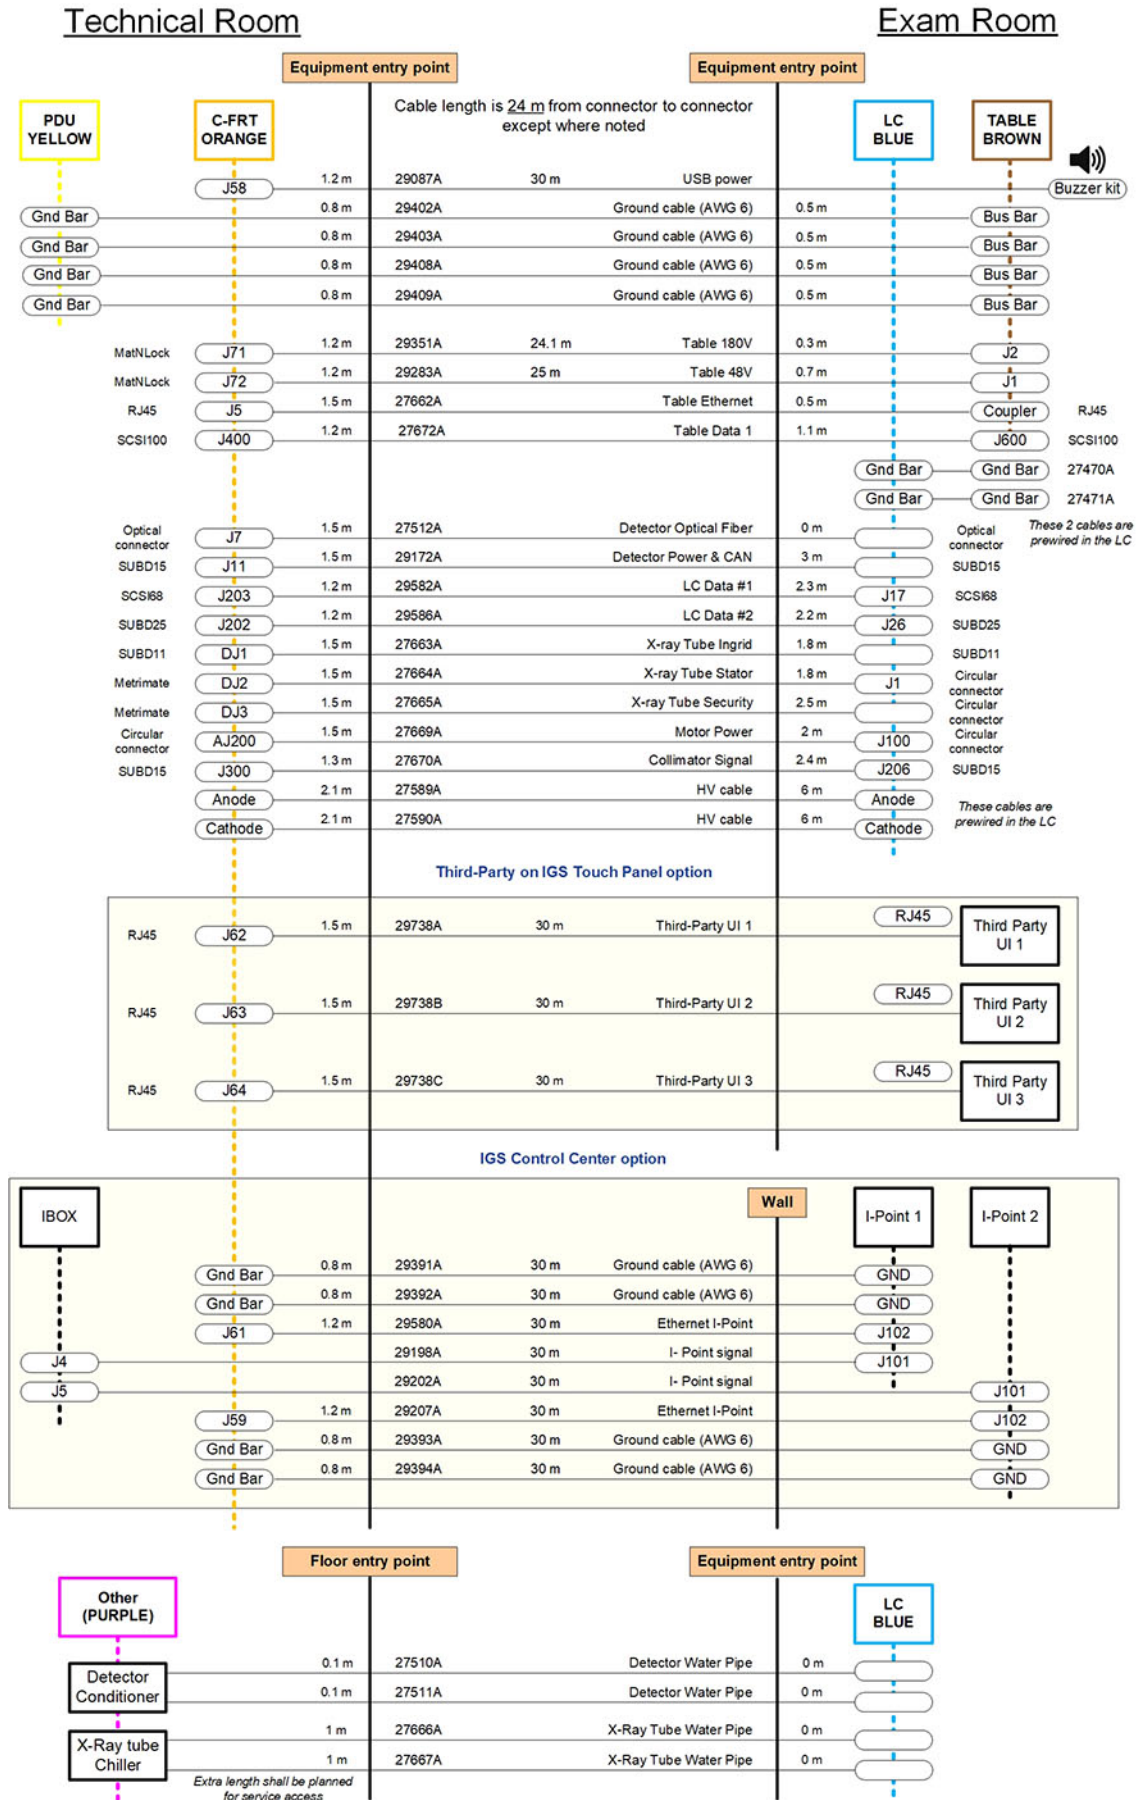 Technical Room
Exam Room
Equipment entry point
Equipment entry point
Cable length is 24 m from connector to connector
except where noted
PDU
YELLOW
C-FRT
ORANGE
LC
BLUE
TABLE
BROWN
J58 1.2 m 29087A 30 m USB power Buzzer kit
Gnd Bar 0.8 m 29402A Ground cable (AWG 6) 0.5 m Bus Bar
Gnd Bar 0.8 m 29403A Ground cable (AWG 6) 0.5 m Bus Bar
Gnd Bar 0.8 m 29408A Ground cable (AWG 6) 0.5 m Bus Bar
Gnd Bar 0.8 m 29409A Ground cable (AWG 6) 0.5 m Bus Bar
MatNLock J71 1.2 m 29351A 24.1 m Table 180V 0.3 m J2
MatNLock J72 1.2 m 29283A 25 m Table 48V 0.7 m J1
RJ45 J5 1.5 m 27662A Table Ethernet 0.5 m Coupler RJ45
SCSI100 J400 1.2 m 27672A Table Data 1 1.1 m J600 SCSI100
Gnd Bar Gnd Bar 27470A
Gnd Bar Gnd Bar 27471A
These 2 cables are
prewired in the LC
Optical
connector
J7 1.5 m 27512A Detector Optical Fiber 0 m
Optical
connector
SUBD15 J11 1.5 m 29172A Detector Power & CAN 3 m SUBD15
SCSI68 J203 1.2 m 29582A LC Data #1 2.3 m J17 SCSI68
SUBD25 J202 1.2 m 29586A LC Data #2 2.2 m J26 SUBD25
SUBD11 DJ1 1.5 m 27663A X-ray Tube Ingrid 1.8 m SUBD11
Metrimate DJ2 1.5 m 27664A X-ray Tube Stator 1.8 m J1
Circular
connector
Metrimate DJ3 1.5 m 27665A X-ray Tube Security 2.5 m
Circular
connector
Circular
connector
AJ200 1.5 m 27669A Motor Power 2 m J100
Circular
connector
SUBD15 J300 1.3 m 27670A Collimator Signal 2.4 m J206 SUBD15
Anode 2.1 m 27589A HV cable 6 m Anode
Cathode 2.1 m 27590A HV cable 6 m Cathode
These cables are
prewired in the LC
Third-Party on IGS Touch Panel option
RJ45 J62 1.5 m 29738A 30 m Third-Party UI 1 RJ45
Third Party
UI 1
RJ45 J63 1.5 m 29738B 30 m Third-Party UI 2 RJ45
Third Party
UI 2
RJ45 J64 1.5 m 29738C 30 m Third-Party UI 3 RJ45
Third Party
UI 3
IGS Control Center option
IBOX
Wall
I-Point 1
I-Point 2
Gnd Bar 0.8 m 29391A 30 m Ground cable (AWG 6) GND
Gnd Bar 0.8 m 29392A 30 m Ground cable (AWG 6) GND
J61 1.2 m 29580A 30 m Ethernet I-Point J102
J4 29198A 30 m I- Point signal J101
J5 29202A 30 m I- Point signal J101
J59 1.2 m 29207A 30 m Ethernet I-Point J102
Gnd Bar 0.8 m 29393A 30 m Ground cable (AWG 6) GND
Gnd Bar 0.8 m 29394A 30 m Ground cable (AWG 6) GND
Floor entry point
Equipment entry point
Other
(PURPLE)
LC
BLUE
Detector
Conditioner
0.1 m 27510A Detector Water Pipe 0 m
0.1 m 27511A Detector Water Pipe 0 m
X-Ray tube
Chiller
1 m 27666A X-Ray Tube Water Pipe 0 m
1 m 27667A X-Ray Tube Water Pipe 0 m
Extra length shall be planned
for service access